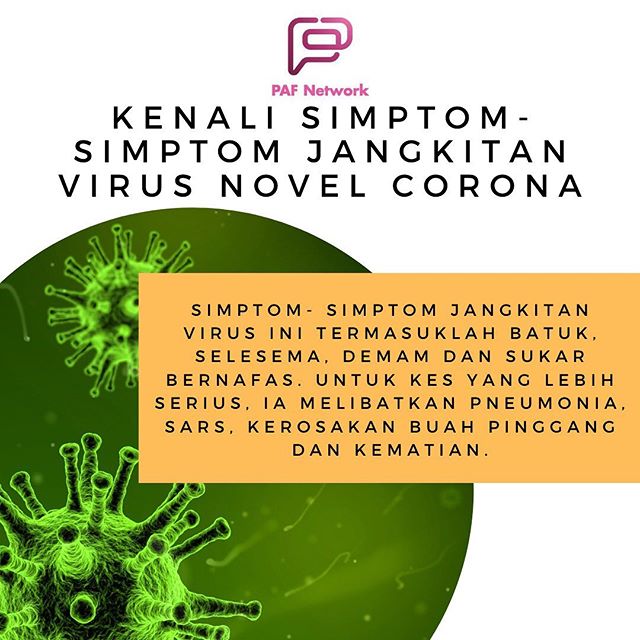 PAF Network
KENALI SIMPTOM-
SIMPTOM JANGKITAN
VIRUS NOVEL CORONA
SIMPTOM- SIMPTOM JANGKITAN
VIRUS INI TERMASUKLAH BATUK,
SELESEMA, DEMAM DAN SUKAR
BERNAFAS. UNTUK KES YANG LEBIH
SERIUS, IA MELIBATKAN PNEUMONIA,
SARS, KEROSAKAN BUAH PINGGANG
DAN KEMATIAN.